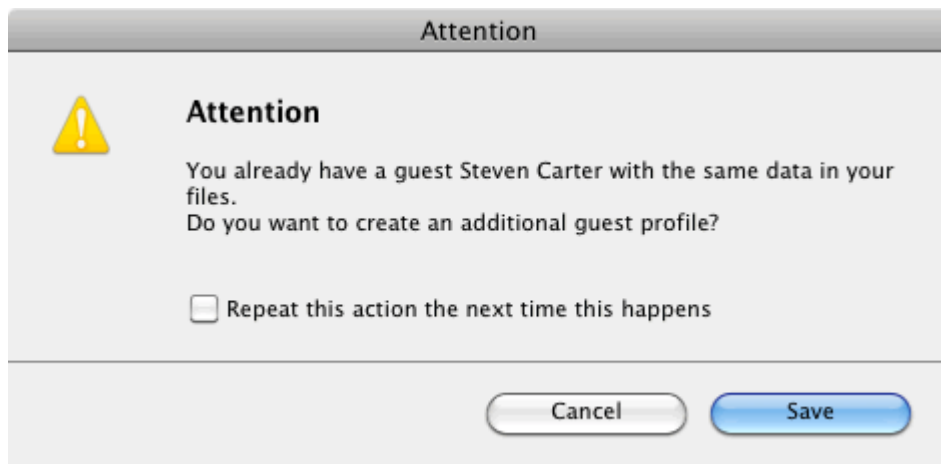 Attention
Attention
You already have a guest Steven Carter with the same data in your
files.
Do you want to create an additional guest profile?
Repeat this action the next time this happens
Cancel
Save